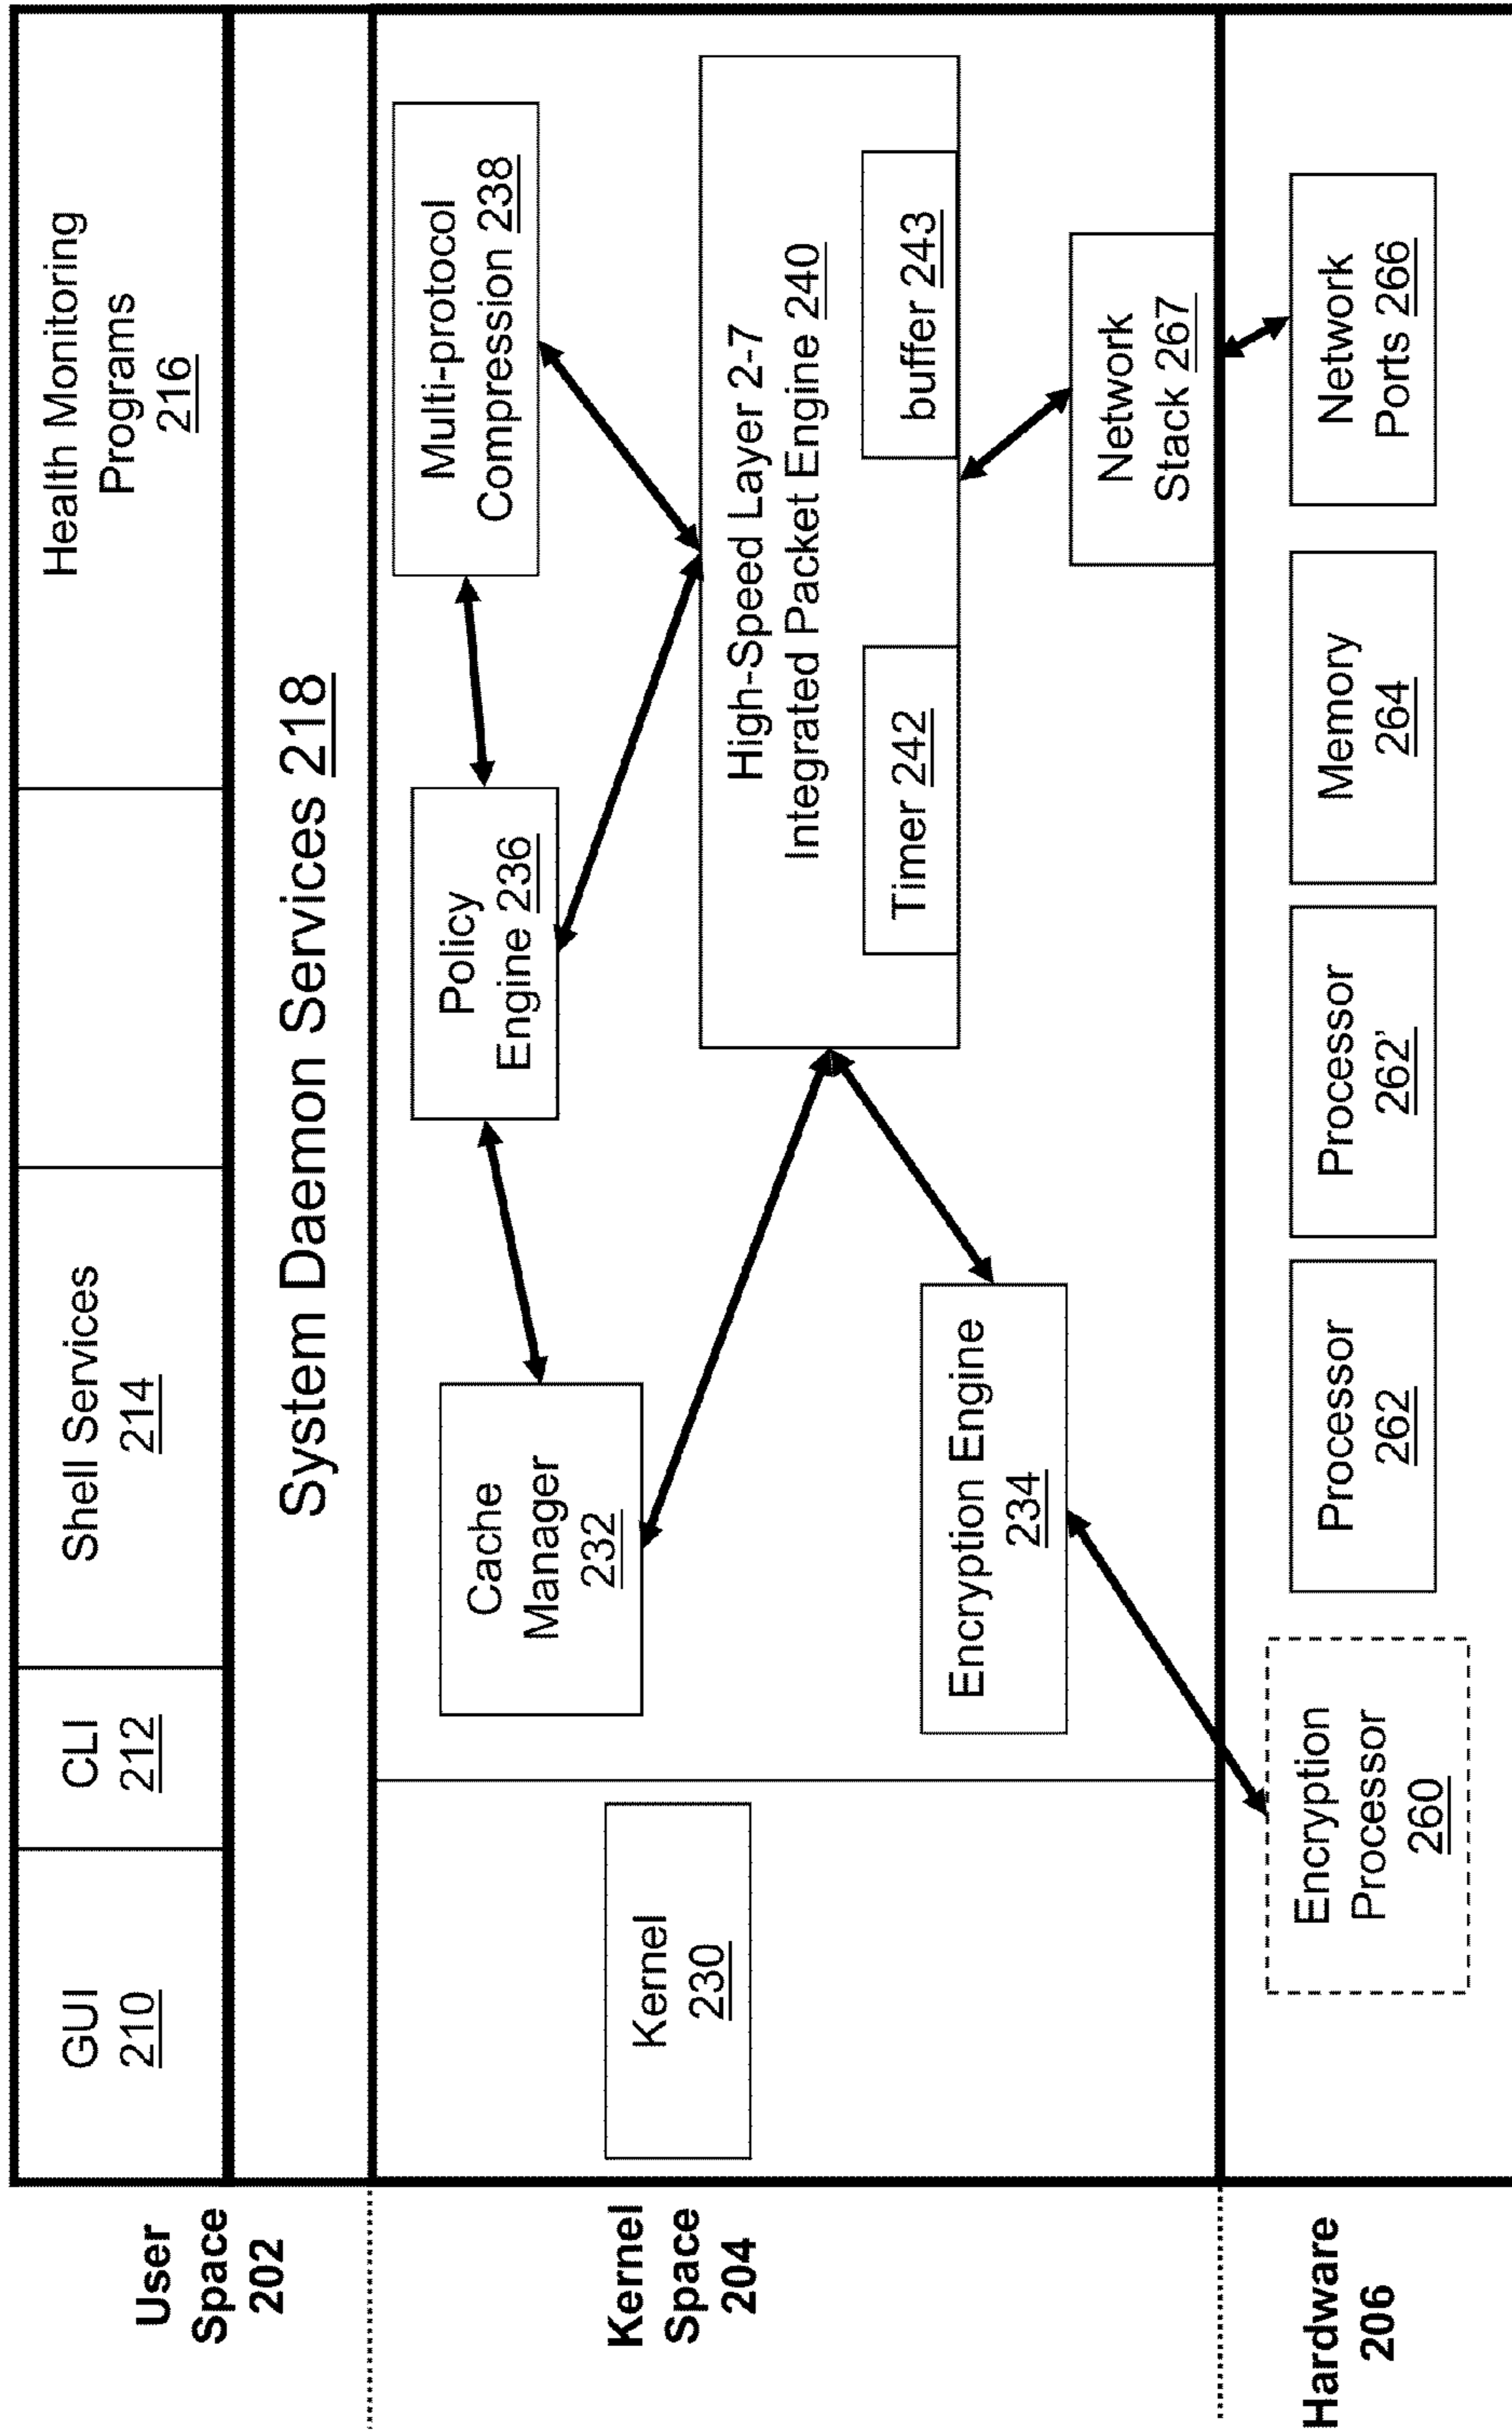 User
Space
202
GUI
210
CLI
212
Shell Services
214
Health Monitoring
Programs
216
System Daemon Services 218
Kernel
Space
204
Kernel
230
Cache
Manager
232
Policy
Engine 236
Multi-protocol
Compression 238
High-Speed Layer 2-7
Integrated Packet Engine 240
Timer 242
buffer 243
Encryption Engine
234
Network
Stack 267
Hardware
206
Encryption
Processor
260
Processor
262
Processor
262'
Memory
264
Network
Ports 266